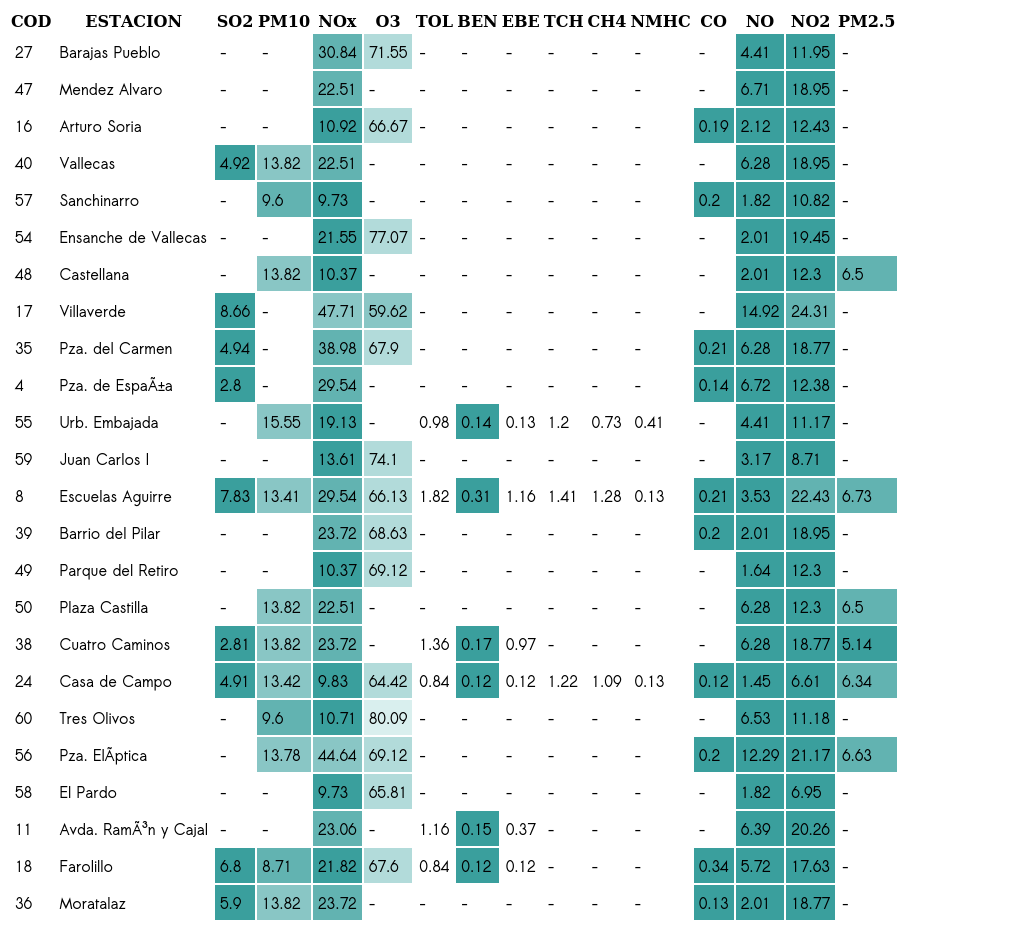 COD ESTACION SO2 PM10 NOx O3 TOL BEN EBE TCH CH4 NMHC CO NO NO2 PM2.5
27 Barajas Pueblo - - 30.84 71.55 - - - - - - - 4.41 11.95 -
47 Mendez Alvaro - - 22.51 - - - - - - - - 6.71 18.95 -
16 Arturo Soria - - 10.92 66.67 - - - - - - 0.19 2.12 12.43 -
40 Vallecas 4.92 13.82 22.51 - - - - - - - - 6.28 18.95 -
57 Sanchinarro - 9.6 9.73 - - - - - - - 0.2 1.82 10.82 -
54 Ensanche de Vallecas - - 21.55 77.07 - - - - - - - 2.01 19.45 -
48 Castellana - 13.82 10.37 - - - - - - - - 2.01 12.3 6.5
17 Villaverde 8.66 - 47.71 59.62 - - - - - - - 14.92 24.31 -
35 Pza. del Carmen 4.94 - 38.98 67.9 - - - - - - 0.21 6.28 18.77 -
4 Pza. de EspaÃ±a 2.8 - 29.54 - - - - - - - 0.14 6.72 12.38 -
55 Urb. Embajada - 15.55 19.13 - 0.98 0.14 0.13 1.2 0.73 0.41 - 4.41 11.17 -
59 Juan Carlos I - - 13.61 74.1 - - - - - - - 3.17 8.71 -
8 Escuelas Aguirre 7.83 13.41 29.54 66.13 1.82 0.31 1.16 1.41 1.28 0.13 0.21 3.53 22.43 6.73
39 Barrio del Pilar - - 23.72 68.63 - - - - - - 0.2 2.01 18.95 -
49 Parque del Retiro - - 10.37 69.12 - - - - - - - 1.64 12.3 -
50 Plaza Castilla - 13.82 22.51 - - - - - - - - 6.28 12.3 6.5
38 Cuatro Caminos 2.81 13.82 23.72 - 1.36 0.17 0.97 - - - - 6.28 18.77 5.14
24 Casa de Campo 4.91 13.42 9.83 64.42 0.84 0.12 0.12 1.22 1.09 0.13 0.12 1.45 6.61 6.34
60 Tres Olivos - 9.6 10.71 80.09 - - - - - - - 6.53 11.18 -
56 Pza. ElÃptica - 13.78 44.64 69.12 - - - - - - 0.2 12.29 21.17 6.63
58 El Pardo - - 9.73 65.81 - - - - - - - 1.82 6.95 -
11 Avda. RamÃ³n y Cajal - - 23.06 - 1.16 0.15 0.37 - - - - 6.39 20.26 -
18 Farolillo 6.8 8.71 21.82 67.6 0.84 0.12 0.12 - - - 0.34 5.72 17.63 -
36 Moratalaz 5.9 13.82 23.72 - - - - - - - 0.13 2.01 18.77 -